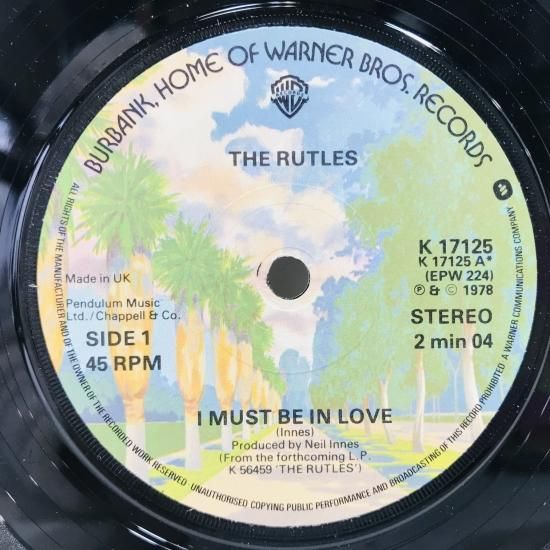 BURBANK, HOME OF WARNER BROS. RECORDS
THE RUTLES
K 17125
K 17125 A*
(EPW 224)
Ⓟ & © 1978
STEREO
2 min 04
Made in UK
Pendulum Music
Ltd./Chappell & Co.
SIDE 1
45 RPM
I MUST BE IN LOVE
(Innes)
Produced by Neil Innes
(From the forthcoming L.P.
K 56459 'THE RUTLES')
ALL RIGHTS OF THE MANUFACTURER AND OF THE OWNER OF THE RECORDED WORK RESERVED
UNAUTHORISED COPYING PUBLIC PERFORMANCE AND BROADCASTING OF THIS RECORD PROHIBITED
A WARNER COMMUNICATIONS COMPANY